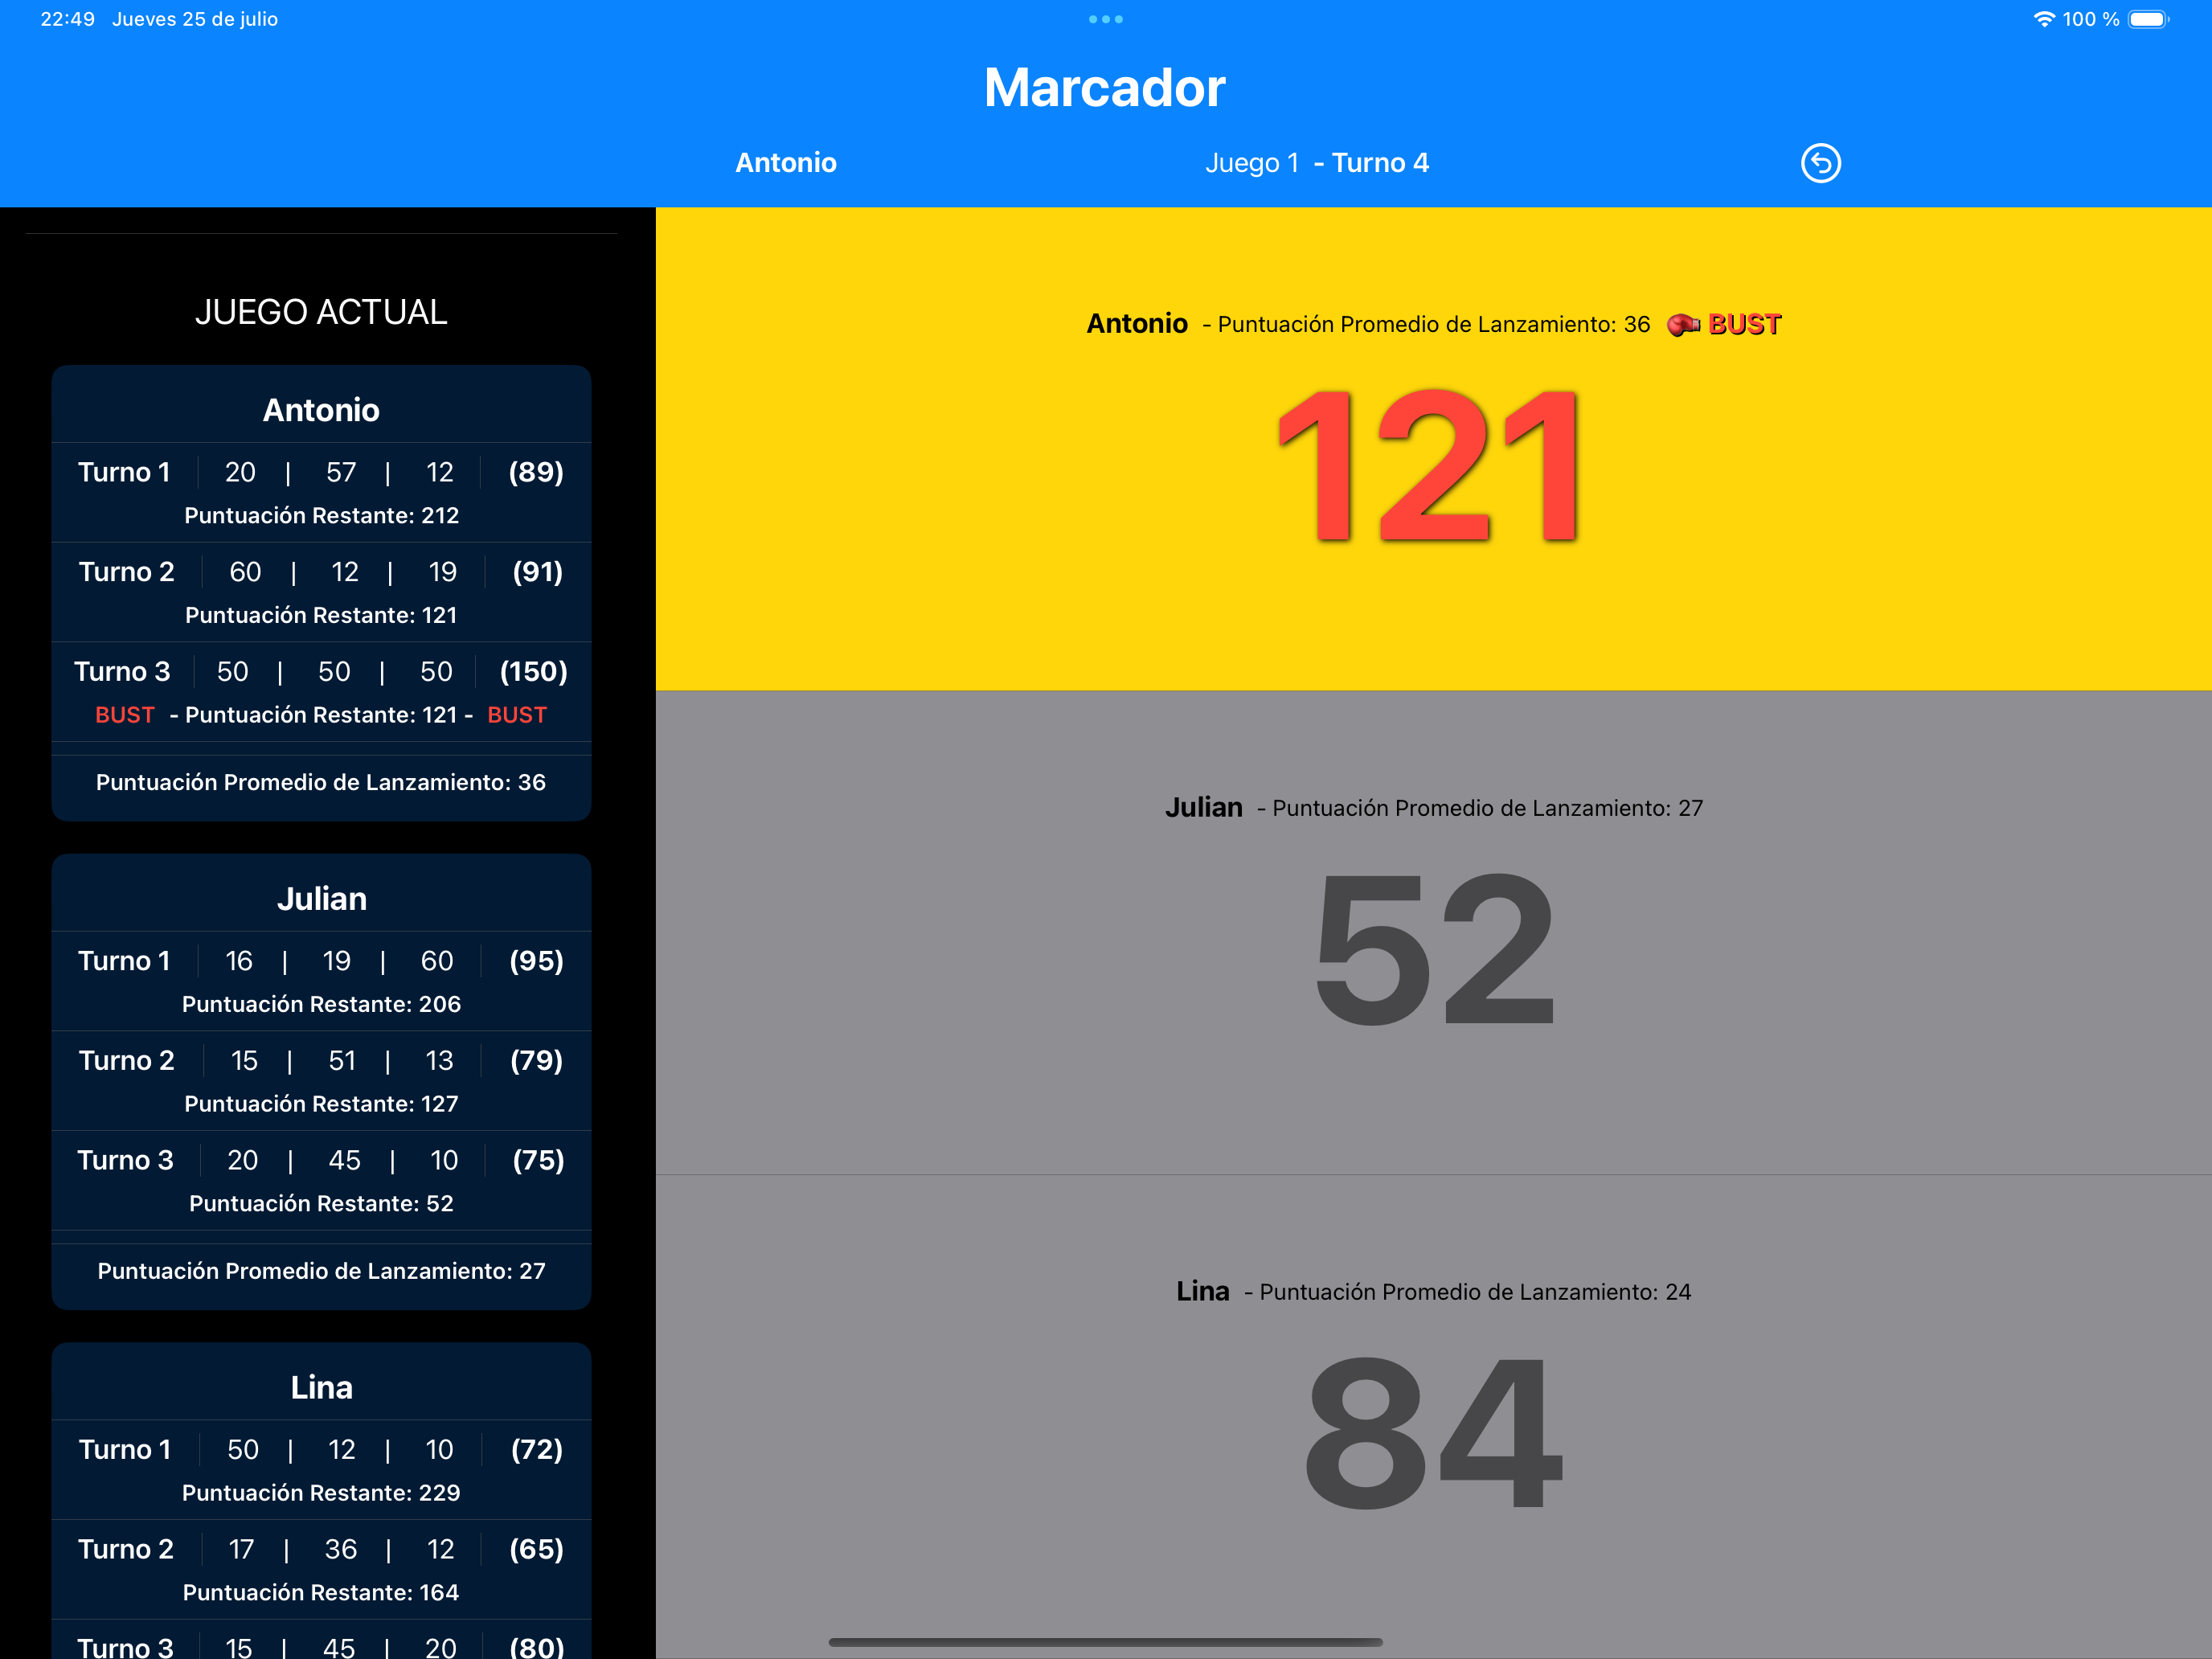 22:49 Jueves 25 de julio 100 %
Marcador
Antonio Juego 1 - Turno 4
JUEGO ACTUAL
Antonio
Turno 1 20 | 57 | 12 (89)
Puntuación Restante: 212
Turno 2 60 | 12 | 19 (91)
Puntuación Restante: 121
Turno 3 50 | 50 | 50 (150)
BUST - Puntuación Restante: 121 - BUST
Puntuación Promedio de Lanzamiento: 36
Julian
Turno 1 16 | 19 | 60 (95)
Puntuación Restante: 206
Turno 2 15 | 51 | 13 (79)
Puntuación Restante: 127
Turno 3 20 | 45 | 10 (75)
Puntuación Restante: 52
Puntuación Promedio de Lanzamiento: 27
Lina
Turno 1 50 | 12 | 10 (72)
Puntuación Restante: 229
Turno 2 17 | 36 | 12 (65)
Puntuación Restante: 164
Turno 3 15 | 45 | 20 (80)
Antonio - Puntuación Promedio de Lanzamiento: 36 🥊 BUST
121
Julian - Puntuación Promedio de Lanzamiento: 27
52
Lina - Puntuación Promedio de Lanzamiento: 24
84